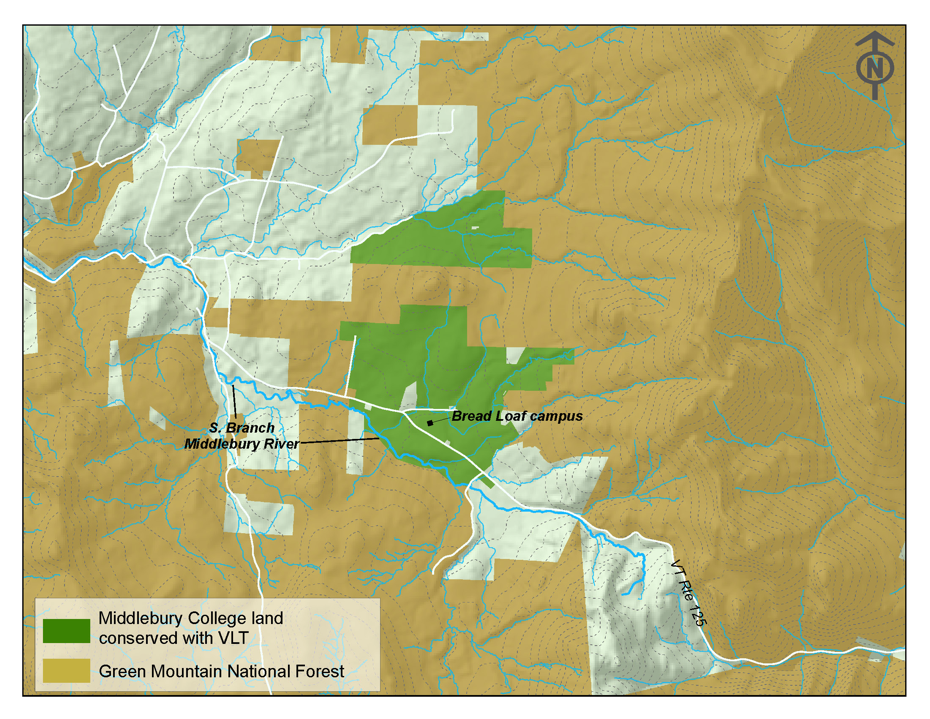 N
Bread Loaf campus
S. Branch
Middlebury River
VT Rte 125
Middlebury College land
conserved with VLT
Green Mountain National Forest